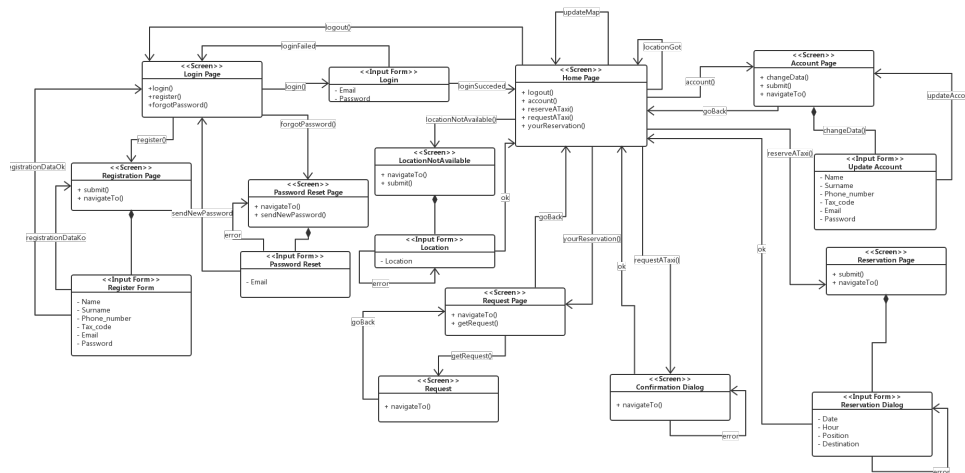 updateMap
logout()
locationGot
loginFailed
<<Screen>>
Login Page
+login()
+register()
+forgotPassword()
login()
<<Input Form>>
Login
- Email
- Password
loginSucceded
<<Screen>>
Home Page
+ logout()
+ account()
+ reserveATaxi()
+ requestATaxi()
+ yourReservation()
account()
goBack
<<Screen>>
Account Page
+ changeData()
+ submit()
+ navigateTo()
updateAcco
changeData()
<<Input Form>>
Update Account
- Name
- Surname
- Phone_number
- Tax_code
- Email
- Password
register()
forgotPassword()
locationNotAvailable()
reserveATaxi()
egistrationDataOk
<<Screen>>
Registration Page
+ submit()
+ navigateTo()
<<Screen>>
Password Reset Page
+ navigateTo()
+ sendNewPassword()
<<Screen>>
LocationNotAvailable
+ navigateTo()
+ submit()
sendNewPassword
registrationDataKo
error
ok
goBack
yourReservation()
requestATaxi()
ok
ok
<<Input Form>>
Location
- Location
error
<<Input Form>>
Password Reset
- Email
<<Input Form>>
Register Form
- Name
- Surname
- Phone_number
- Tax_code
- Email
- Password
<<Screen>>
Reservation Page
+ submit()
+ navigateTo()
<<Screen>>
Request Page
+ navigateTo()
+ getRequest()
goBack
getRequest()
<<Screen>>
Request
+ navigateTo()
<<Screen>>
Confirmation Dialog
+ navigateTo()
error
<<Input Form>>
Reservation Dialog
- Date
- Hour
- Position
- Destination
error